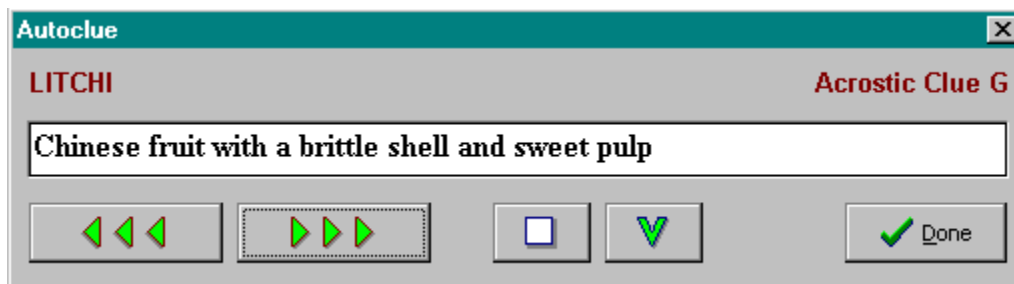 Autoclue
LITCHI Acrostic Clue G
Chinese fruit with a brittle shell and sweet pulp
Done